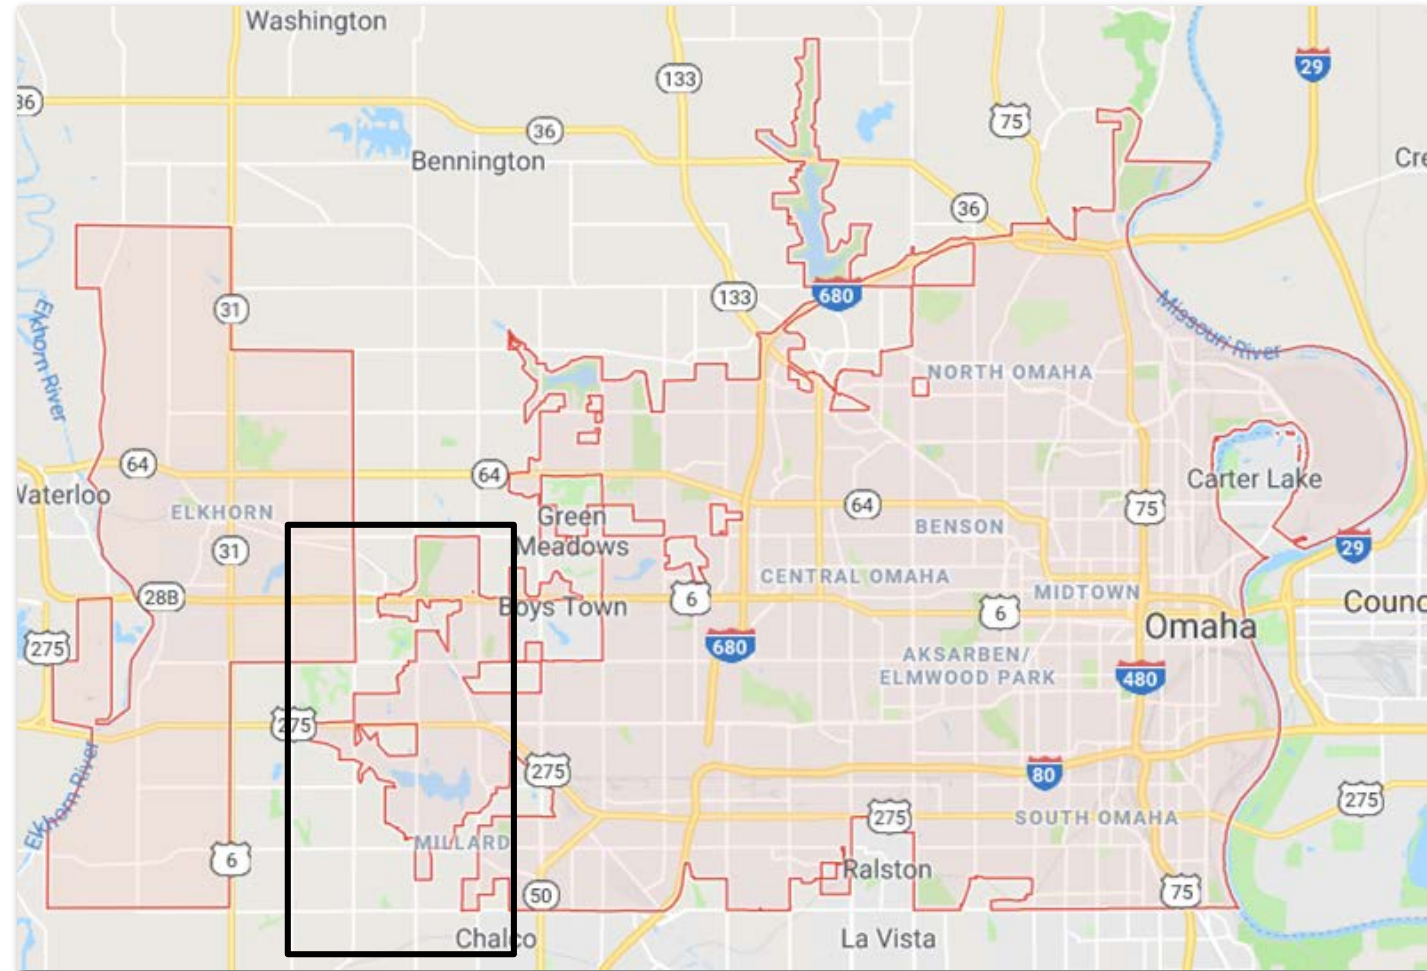 Washington
133
29
36
36
75
Bennington
Cre
36
31
133
680
Missouri River
Elkhorn River
NORTH OMAHA
64
64
Carter Lake
Waterloo
ELKHORN
64
75
Green
Meadows
BENSON
31
29
CENTRAL OMAHA
28B
Boys Town
6
MIDTOWN
6
Counc
Omaha
275
680
AKSARBEN/
ELMWOOD PARK
480
275
275
80
Elkhorn River
275
275
SOUTH OMAHA
MILLARD
6
Ralston
50
75
Chalco
La Vista